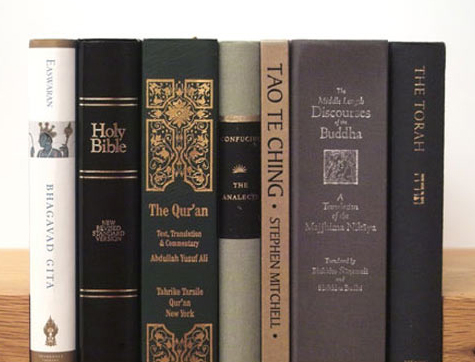 EASWARAN
BHAGAVAD GITA
Holy
Bible
NEW
REVISED
STANDARD
VERSION
The Qur'an
Text, Translation
& Commentary
Abdullah Yusuf Ali
Tahrike Tarsile
Qur'an
New York
CONFUCIUS
THE
ANALECTS
TAO TE CHING • STEPHEN MITCHELL •
The
Middle Length
Discourses
of the
Buddha
A
Translation
of the
Majjhima Nikāya
Translated by
Bhikkhu Ñāṇamoli
and
Bhikkhu Bodhi
THE TORAH
תורה